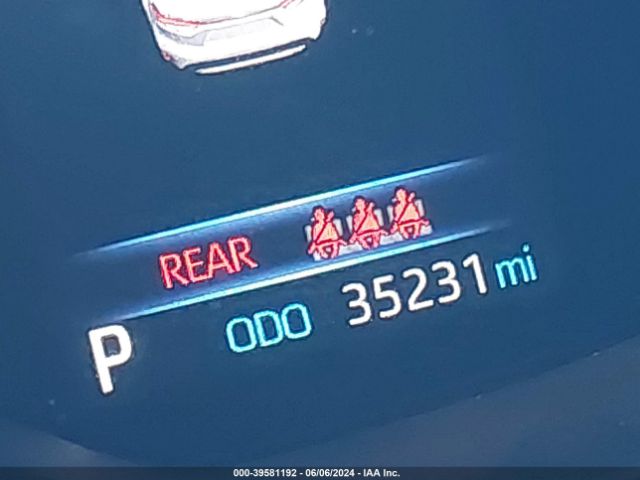 REAR
P ODO 35231 mi
000-39581192 - 06/06/2024 - IAA Inc.